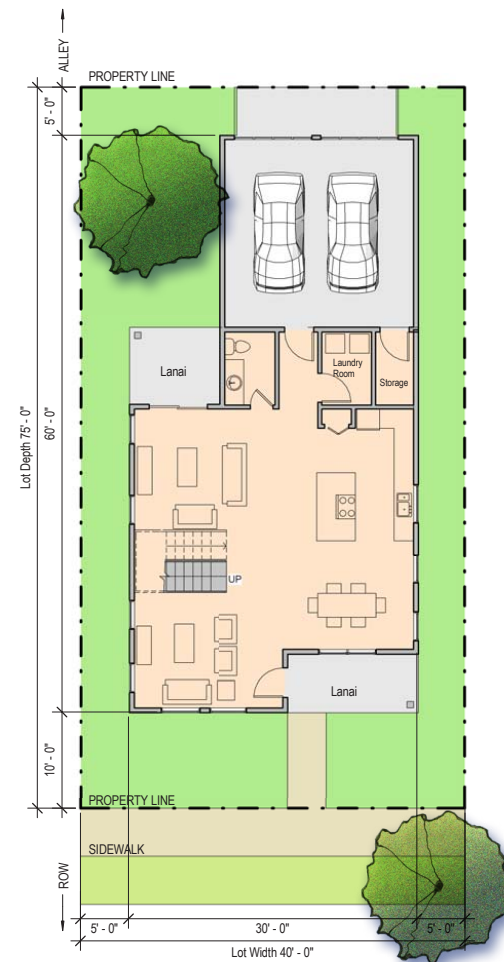 ALLEY
PROPERTY LINE
5' - 0"
Lanai
Laundry
Room
Storage
Lot Depth 75' - 0"
60' - 0"
UP
Lanai
10' - 0"
PROPERTY LINE
SIDEWALK
ROW
5' - 0"
30' - 0"
5' - 0"
Lot Width 40' - 0"